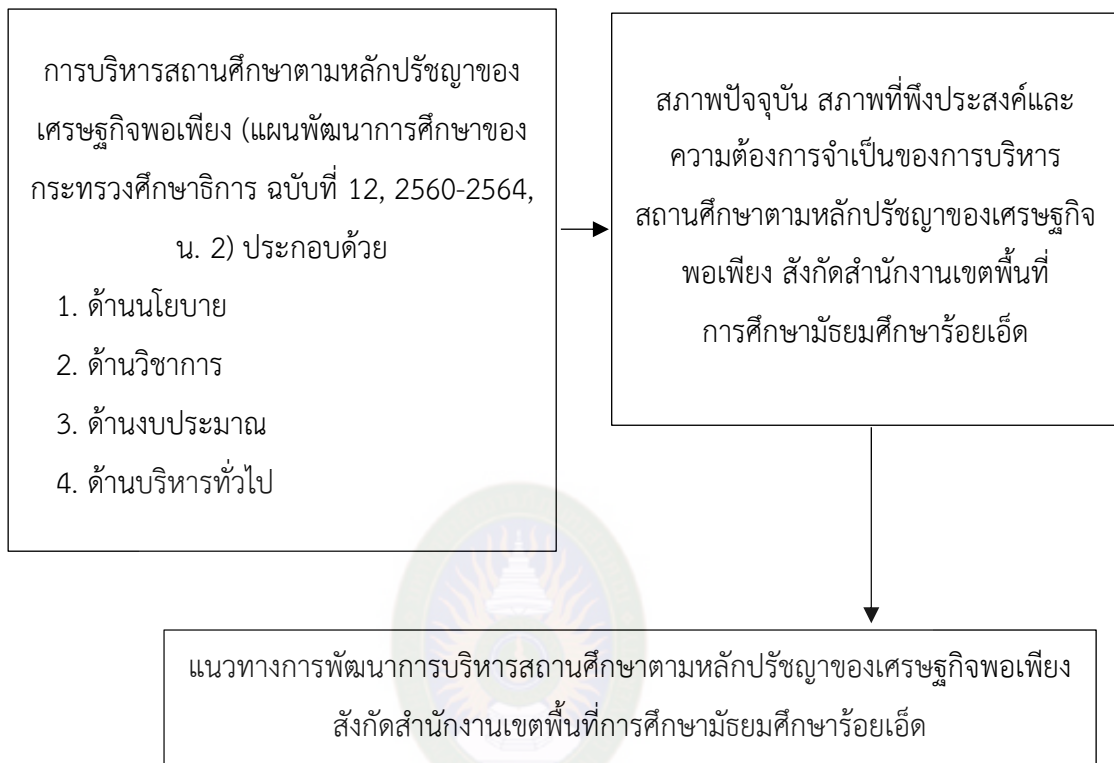 การบริหารสถานศึกษาตามหลักปรัชญาของ
เศรษฐกิจพอเพียง (แผนพัฒนาการศึกษาของ
กระทรวงศึกษาธิการ ฉบับที่ 12, 2560-2564,
น. 2) ประกอบด้วย
1. ด้านนโยบาย
2. ด้านวิชาการ
3. ด้านงบประมาณ
4. ด้านบริหารทั่วไป
สภาพปัจจุบัน สภาพที่พึงประสงค์และ
ความต้องการจำเป็นของการบริหาร
สถานศึกษาตามหลักปรัชญาของเศรษฐกิจ
พอเพียง สังกัดสำนักงานเขตพื้นที่
การศึกษามัธยมศึกษาร้อยเอ็ด
แนวทางการพัฒนาการบริหารสถานศึกษาตามหลักปรัชญาของเศรษฐกิจพอเพียง
สังกัดสำนักงานเขตพื้นที่การศึกษามัธยมศึกษาร้อยเอ็ด